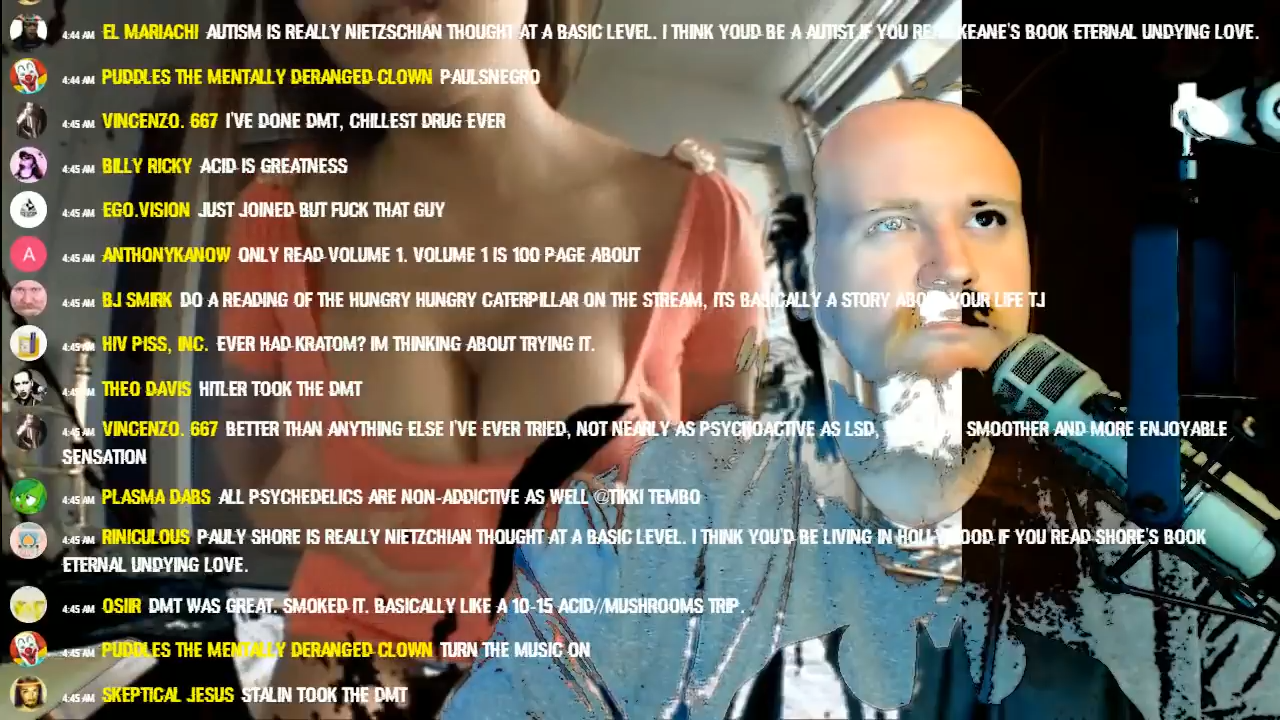 4:44 AM EL MARIACHI AUTISM IS REALLY NIETZSCHIAN THOUGHT AT A BASIC LEVEL. I THINK YOUD BE A AUTIST IF YOU READ KEANE'S BOOK ETERNAL UNDYING LOVE.
4:44 AM PUDDLES THE MENTALLY DERANGED CLOWN PAULSNEGRO
4:45 AM VINCENZO. 667 I'VE DONE DMT, CHILLEST DRUG EVER
4:45 AM BILLY RICKY ACID IS GREATNESS
4:45 AM EGO.VISION JUST JOINED BUT FUCK THAT GUY
A
4:45 AM ANTHONYKANOW ONLY READ VOLUME 1. VOLUME 1 IS 100 PAGE ABOUT
4:45 AM BJ SMIRK DO A READING OF THE HUNGRY HUNGRY CATERPILLAR ON THE STREAM, ITS BASICALLY A STORY ABOUT YOUR LIFE TJ
4:45 AM HIV PISS, INC. EVER HAD KRATOM? IM THINKING ABOUT TRYING IT.
4:45 AM THEO DAVIS HITLER TOOK THE DMT
4:45 AM VINCENZO. 667 BETTER THAN ANYTHING ELSE I'VE EVER TRIED, NOT NEARLY AS PSYCHOACTIVE AS LSD, SMOOTHER AND MORE ENJOYABLE
SENSATION
4:45 AM PLASMA DABS ALL PSYCHEDELICS ARE NON-ADDICTIVE AS WELL @TIKKI TEMBO
4:45 AM RINICULOUS PAULY SHORE IS REALLY NIETZCHIAN THOUGHT AT A BASIC LEVEL. I THINK YOU'D BE LIVING IN HOLLYWOOD IF YOU READ SHORE'S BOOK
ETERNAL UNDYING LOVE.
4:45 AM OSIIR DMT WAS GREAT. SMOKED IT. BASICALLY LIKE A 10-15 ACID//MUSHROOMS TRIP.
4:45 AM PUDDLES THE MENTALLY DERANGED CLOWN TURN THE MUSIC ON
4:45 AM SKEPTICAL JESUS STALIN TOOK THE DMT